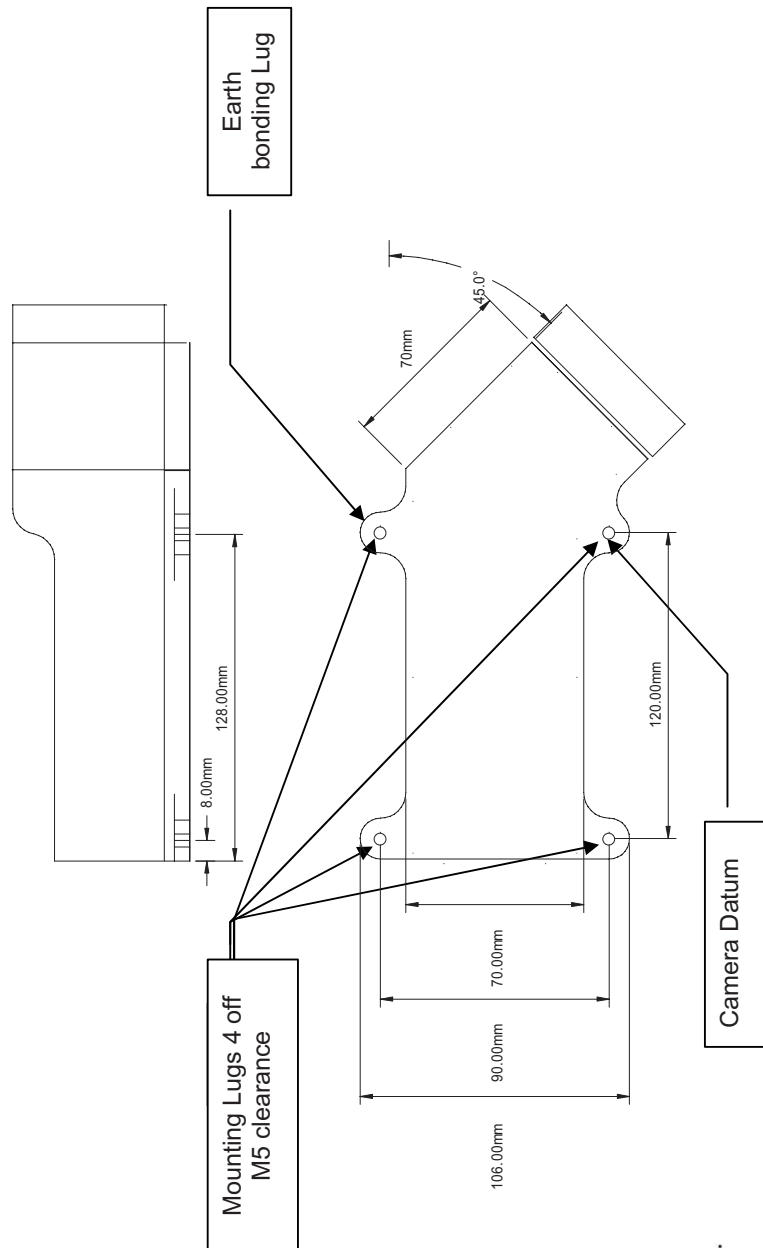 Earth
bonding Lug
45.0°
70mm
128.00mm
8.00mm
120.00mm
70.00mm
90.00mm
106.00mm
Mounting Lugs 4 off
M5 clearance
Camera Datum